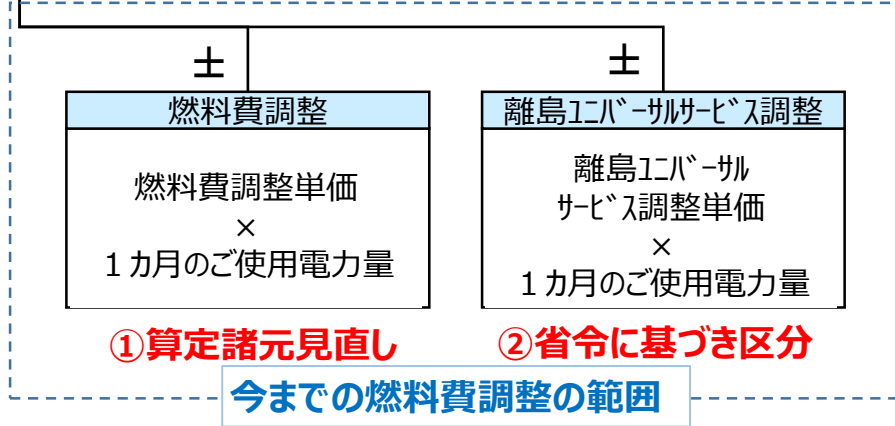 ±
±
燃料費調整
離島ﾕﾆﾊﾞｰｻﾙｻｰﾋﾞｽ調整
燃料費調整単価
×
１カ月のご使用電力量
離島ﾕﾆﾊﾞｰｻﾙ
ｻｰﾋﾞｽ調整単価
×
１カ月のご使用電力量
①算定諸元見直し
②省令に基づき区分
今までの燃料費調整の範囲